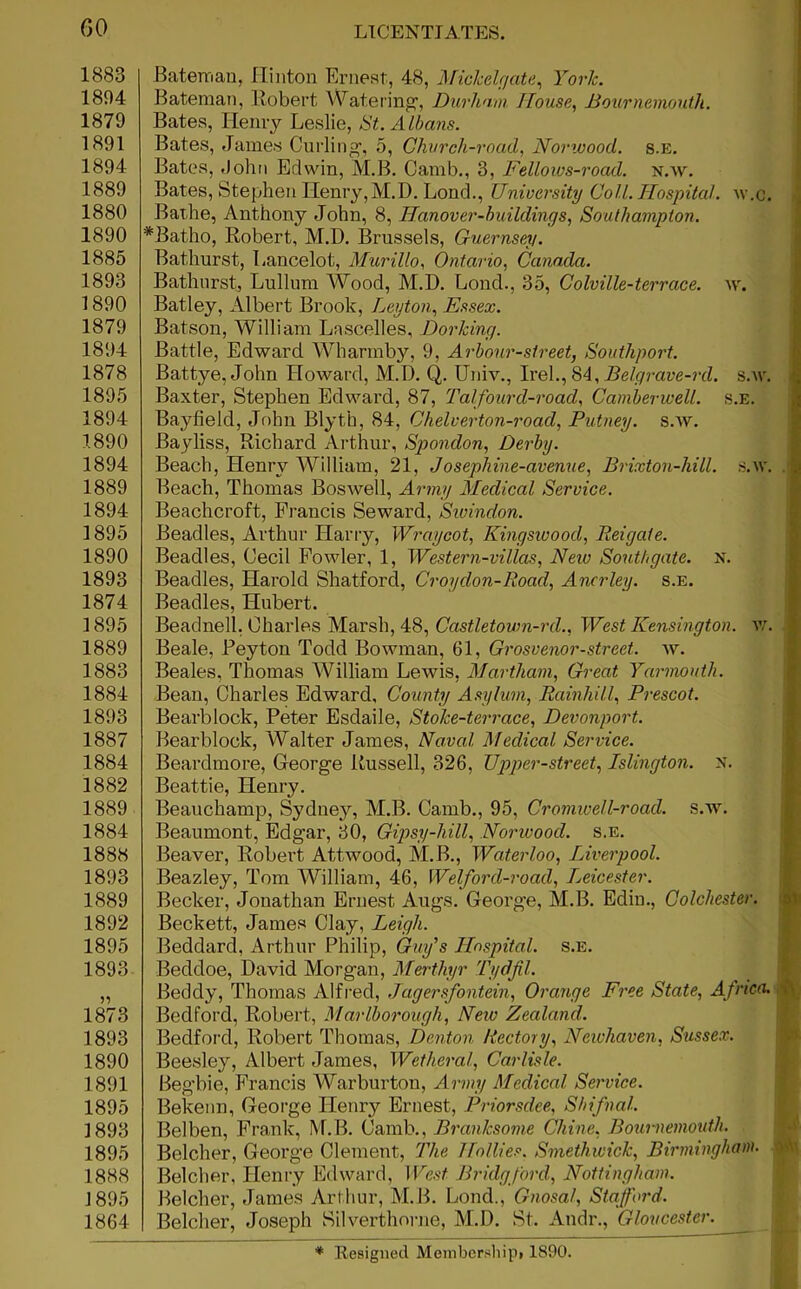 60
LICENTIATES.
1883 Bateman, Hinton Ernest, 48, Mickelgate, York.
1894 Bateman, Robert Watering, Durham House, Bournemouth.
1879 Bates, Henry Leslie, St. Albans.
1891 Bates, James Curling, 5, Church-road, Norwood. S.E.
1894 Bates, John Edwin, M.B. Camb., 3, Fellows-road. N.W.
1889 Bates, Stephen Henry, M.D. Lond., University Coll. Hospital. W.C.
1880 Bathe, Anthony John, 8, Hanover-buildings, Southampton.
1890 *Batho, Robert, M.D. Brussels, Guernsey.
1885 Bathurst, Lancelot, Murillo, Ontario, Canada.
1893 Bathurst, Lullum Wood, M.D. Lond., 35, Colville-terrace. W.
1890 Batley, Albert Brook, Leyton, Essex.
1879 Batson, William Lascelles, Dorking.
1894 Battle, Edward Wharmby, 9, Arbour-street, Southport.
1878 Battye, John Howard, M.D. Q. Univ., Irel., 84, Belgrave-rd. S.W.
1895 Baxter, Stephen Edward, 87, Talfourd-road, Camberwell. S.E.
1894 Bayfield, John Blyth, 84, Chelverton-road, Putney. S.W.
1890 Bayliss, Richard Arthur, Spondon, Derby.
1894 Beach, Henry William, 21, Josephine-avenue, Brixton-hill. S.W.
1889 Beach, Thomas Boswell, Army Medical Service.
1894 Beachcroft, Francis Seward, Swindon.
1895 Beadles, Arthur Harry, Wraycot, Kingswood, Reigate.
1890 Beadles, Cecil Fowler, 1, Western-villas, New Southgate. N.
1893 Beadles, Harold Shatford, Croydon-Road, Anerley. S.E.
1874 Beadles, Hubert.
1895 Beadnell, Charles Marsh, 48, Castletown-rd., West Kensington. W.
1889 Beale, Peyton Todd Bowman, 61, Grosvenor-street. W.
1883 Beales, Thomas William Lewis, Martham, Great Yarmouth.
1884 Bean, Charles Edward, County Asylum, Rainhill, Prescot.
1893 Bearblock, Peter Esdaile, Stoke-terrace, Devonport.
1887 Bearblock, Walter James, Naval Medical Service.
1884 Beardmore, George Russell, 326, Upper-street, Islington. N.
1882 Beattie, Henry.
1889 Beauchamp, Sydney, M.B. Camb., 95, Cromwell-road. S.W.
1884 Beaumont, Edgar, 30, Gipsy-hill, Norwood. S.E.
1888 Beaver, Robert Attwood, M.B., Waterloo, Liverpool.
1893 Beazley, Tom William, 46, Welford-road, Leicester.
1889 Becker, Jonathan Ernest Augs. George, M.B. Edin., Colchester.
1892 Beckett, James Clay, Leigh.
1895 Beddard, Arthur Philip, Guy's Hospital. S.E.
1893 Beddoe, David Morgan, Merthyr Tydfil.
„ Beddy, Thomas Alfred, Jagersfontein, Orange Free State, Africa.
1873 Bedford, Robert, Marlborough, New Zealand.
1893 Bedford, Robert Thomas, Denton Rectory, Newhaven, Sussex.
1890 Beesley, Albert James, Wetheral, Carlisle.
1891 Begbie, Francis Warburton, Army Medical Service.
1895 Bekenn, George Henry Ernest, Priorsdee, Shifnal.
1893 Belben, Frank, M.B. Camb., Branksome Chine, Bournemouth.
1895 Belcher, George Clement, The Hollies, Smethwick, Birmingham.
1888 Belcher, Henry Edward, West Bridgford, Nottingham.
1895 Belcher, James Arthur, M.B. Lond., Gnosal, Stafford.
1864 Belcher, Joseph Silverthorne, M.D. St. Andr., Gloucester.
* Resigned Membership, 1890.